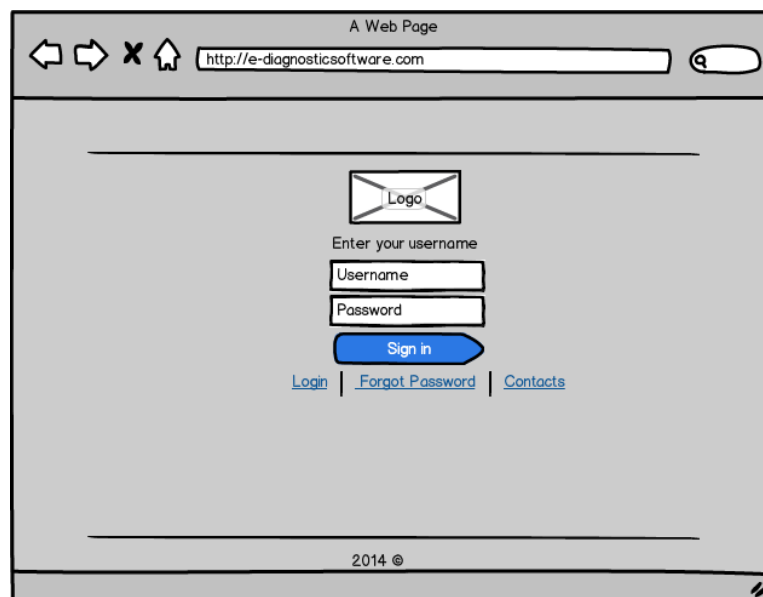 A Web Page
http://e-diagnosticsoftware.com
Logo
Enter your username
Username
Password
Sign in
Login Forgot Password Contacts
2014 ©